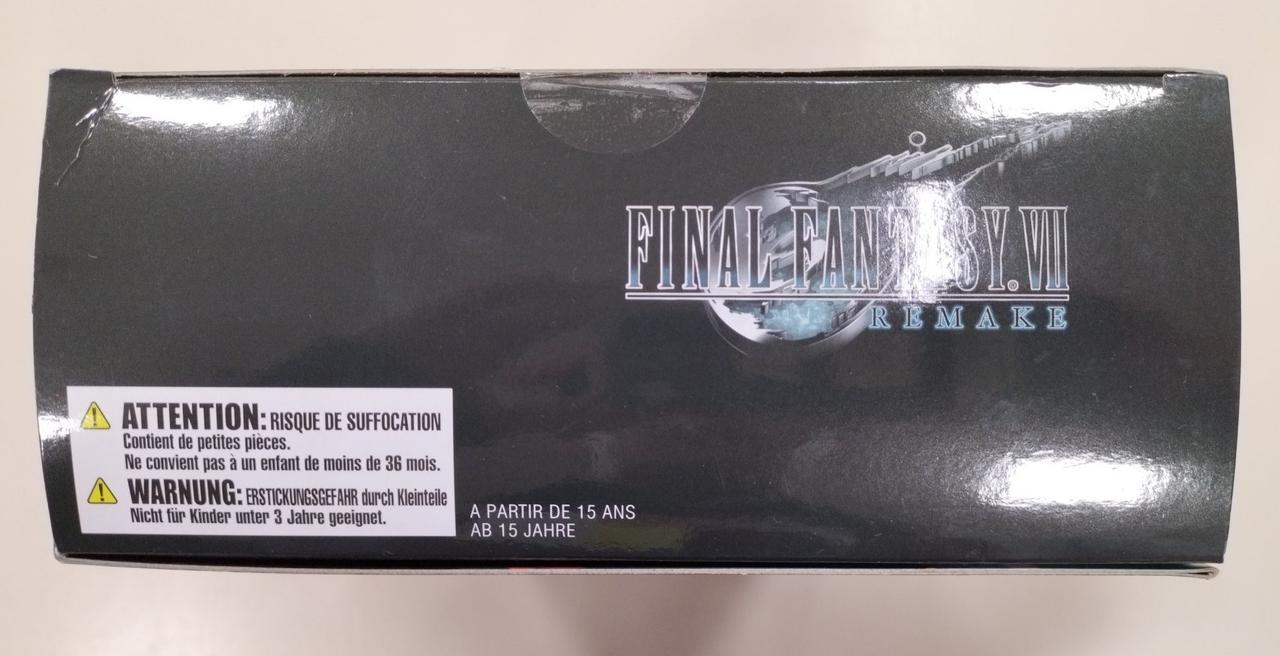 FINAL FANTASY. VII
REMAKE
ATTENTION: RISQUE DE SUFFOCATION
Contient de petites pièces.
Ne convient pas à un enfant de moins de 36 mois.
WARNUNG: ERSTICKUNGSGEFAHR durch Kleinteile
Nicht für Kinder unter 3 Jahre geeignet.
A PARTIR DE 15 ANS
AB 15 JAHRE